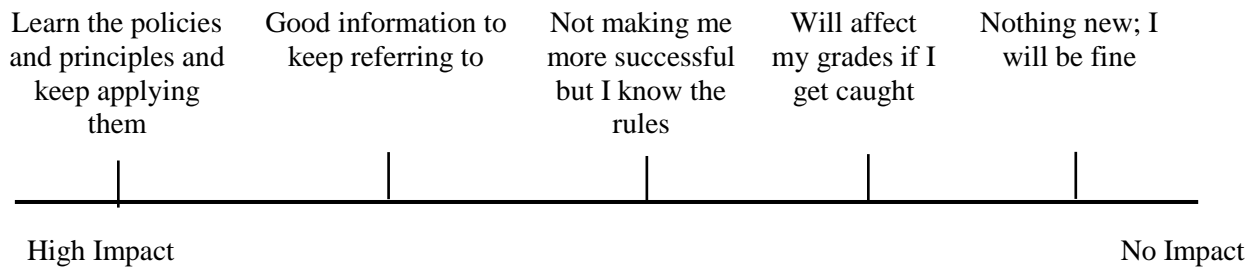 Learn the policies
and principles and
keep applying
them
Good information to
keep referring to
Not making me
more successful
but I know the
rules
Will affect
my grades if I
get caught
Nothing new; I
will be fine
High Impact
No Impact